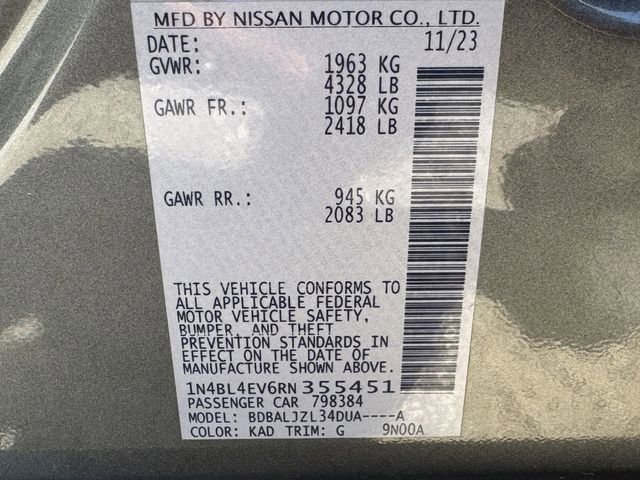 MFD BY NISSAN MOTOR CO., LTD.
DATE: 11/23
GVWR: 1963 KG
4328 LB
GAWR FR.: 1097 KG
2418 LB
GAWR RR.: 945 KG
2083 LB
THIS VEHICLE CONFORMS TO
ALL APPLICABLE FEDERAL
MOTOR VEHICLE SAFETY,
BUMPER, AND THEFT
PREVENTION STANDARDS IN
EFFECT ON THE DATE OF
MANUFACTURE SHOWN ABOVE.
1N4BL4EV6RN355451
PASSENGER CAR 798384
MODEL: BDBALJZL34DUA----A
COLOR: KAD TRIM: G 9N00A